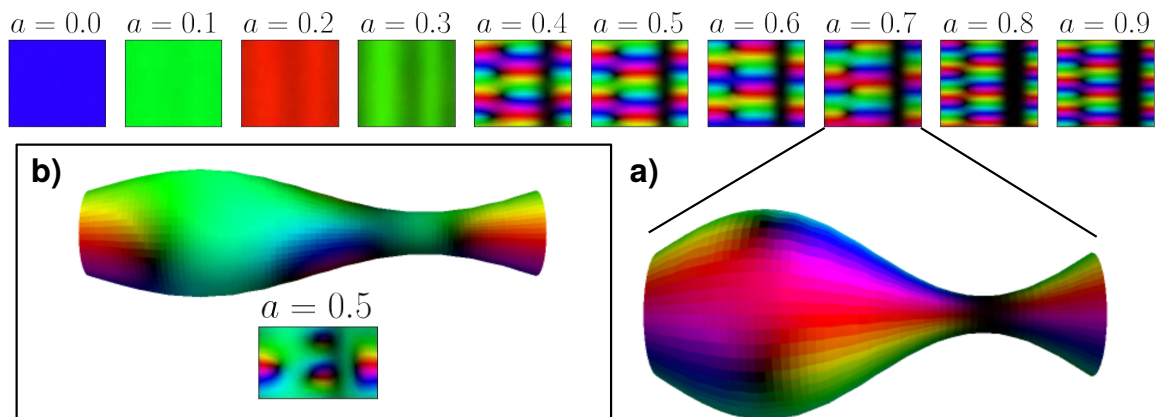 a = 0.0 a = 0.1 a = 0.2 a = 0.3 a = 0.4 a = 0.5 a = 0.6 a = 0.7 a = 0.8 a = 0.9
b)
a)
a = 0.5